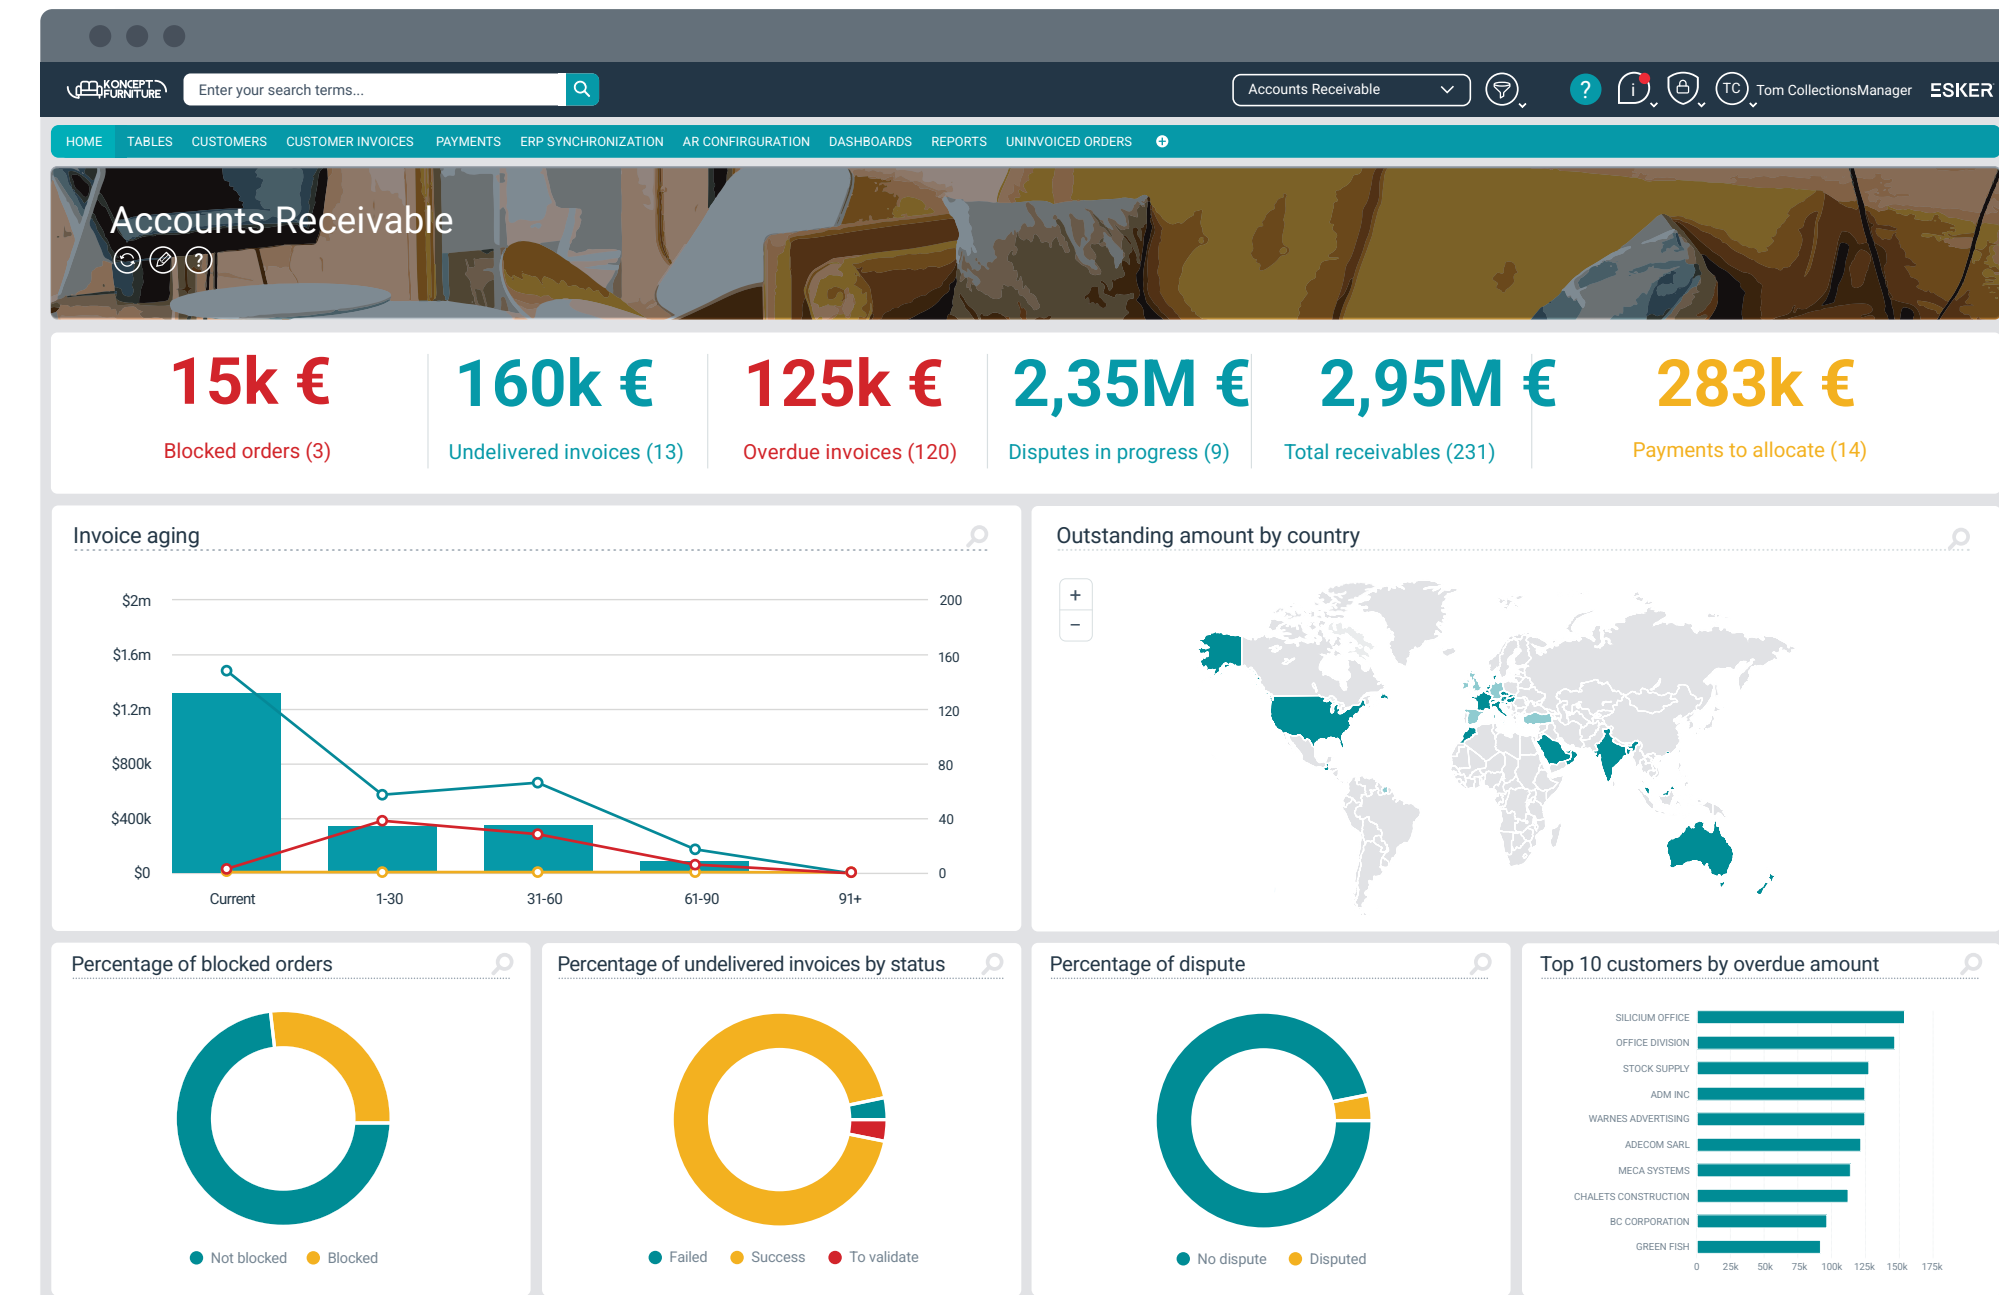 KONCEPT
FURNITURE
Enter your search terms...
Accounts Receivable
?
i
TC
Tom CollectionsManager
ESKER
HOME TABLES CUSTOMERS CUSTOMER INVOICES PAYMENTS ERP SYNCHRONIZATION AR CONFIRGURATION DASHBOARDS REPORTS UNINVOICED ORDERS
Accounts Receivable
?
15k € 160k € 125k € 2,35M € 2,95M € 283k €
Blocked orders (3) Undelivered invoices (13) Overdue invoices (120) Disputes in progress (9) Total receivables (231) Payments to allocate (14)
Invoice aging
$2m 200
$1.6m 160
$1.2m 120
$800k 80
$400k 40
$0 0
Current 1-30 31-60 61-90 91+
Outstanding amount by country
+
−
Percentage of blocked orders
Not blocked Blocked
Percentage of undelivered invoices by status
Failed Success To validate
Percentage of dispute
No dispute Disputed
Top 10 customers by overdue amount
SILICIUM OFFICE
OFFICE DIVISION
STOCK SUPPLY
ADM INC
WARNES ADVERTISING
ADECOM SARL
MECA SYSTEMS
CHALETS CONSTRUCTION
BC CORPORATION
GREEN FISH
0 25k 50k 75k 100k 125k 150k 175k